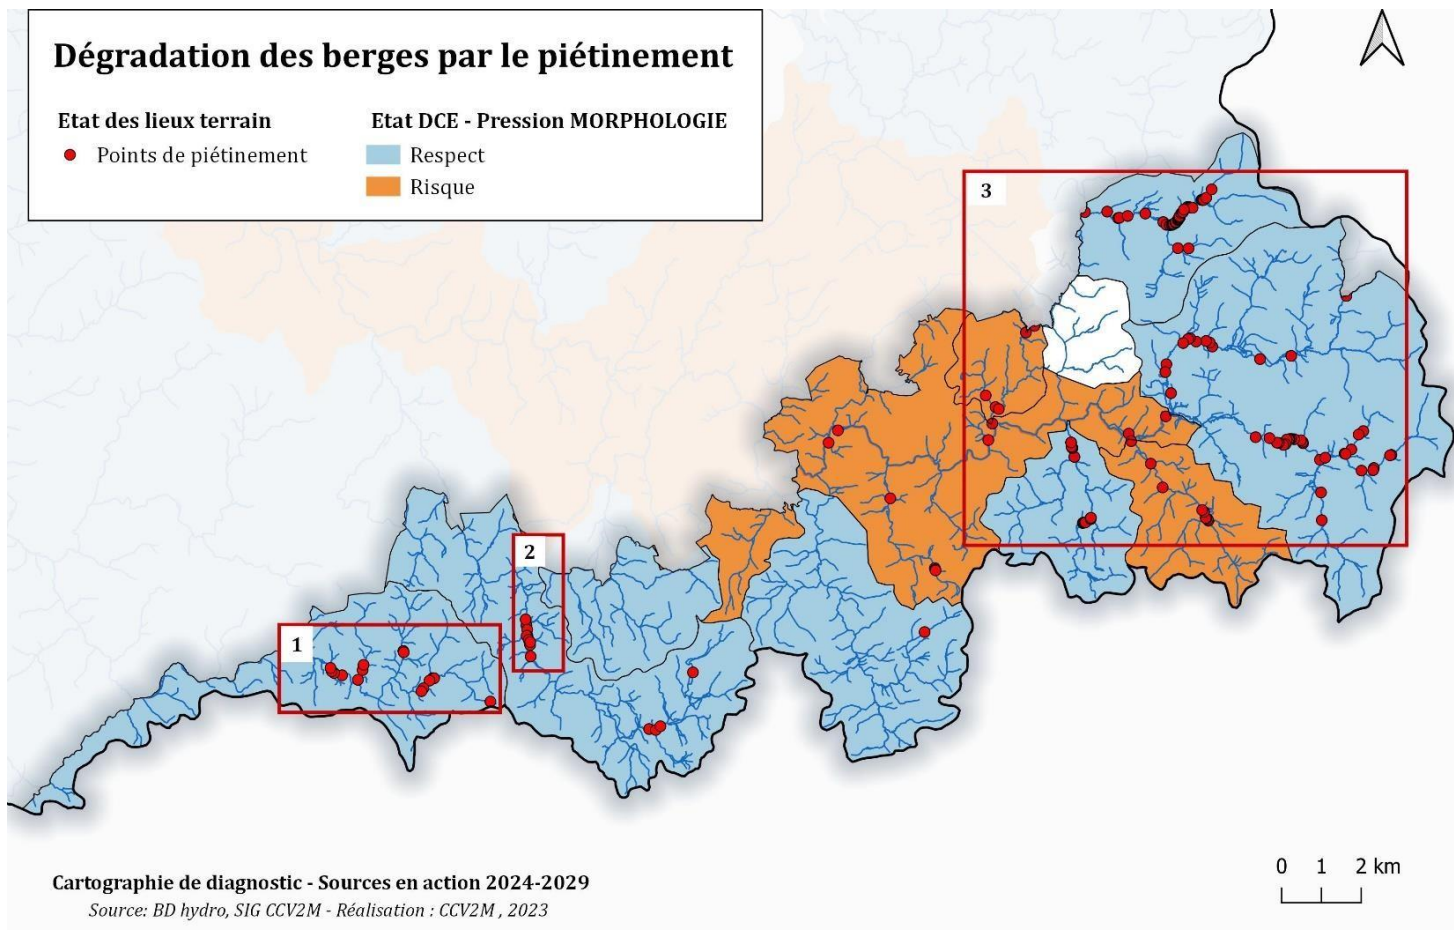 Dégradation des berges par le piétinement
Etat des lieux terrain
Points de piétinement
Etat DCE - Pression MORPHOLOGIE
Respect
Risque
3
2
1
0 1 2 km
Cartographie de diagnostic - Sources en action 2024-2029
Source: BD hydro, SIG CCV2M - Réalisation : CCV2M , 2023